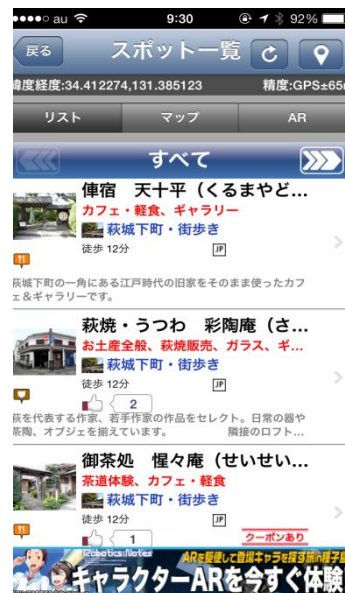 au 9:30 92%
戻る スポット一覧
緯度経度:34.412274,131.385123 精度:GPS±65m
リスト マップ AR
すべて
俥宿 天十平(くるまやど...
カフェ・軽食、ギャラリー
萩城下町・街歩き
徒歩 12分 JP
萩城下町の一角にある江戸時代の旧家をそのまま使ったカフ
ェ&ギャラリーです。
萩焼・うつわ 彩陶庵(さ...
お土産全般、萩焼販売、ガラス、ギ...
萩城下町・街歩き
徒歩 12分 JP
2
萩を代表する作家、若手作家の作品をセレクト。日常の器や
茶陶、オブジェを揃えています。 隣接のロフト...
御茶処 惺々庵(せいせい...
茶道体験、カフェ・軽食
萩城下町・街歩き
徒歩 12分 JP
1
クーポンあり
Robotics;Notes ARを駆使して登場キャラを探す旅in種子島
キャラクターARを今すぐ体験